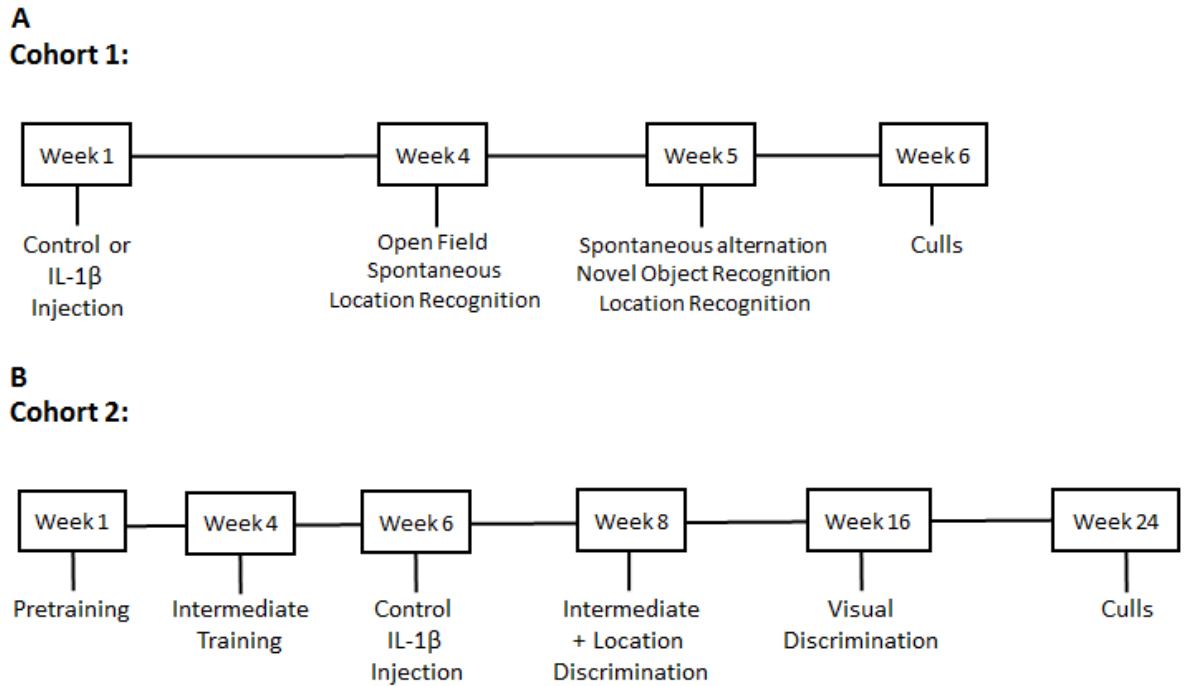 A
Cohort 1:
Week 1
Week 4
Week 5
Week 6
Control or
IL-1β
Injection
Open Field
Spontaneous
Location Recognition
Spontaneous alternation
Novel Object Recognition
Location Recognition
Culls
B
Cohort 2:
Week 1
Week 4
Week 6
Week 8
Week 16
Week 24
Pretraining
Intermediate
Training
Control
IL-1β
Injection
Intermediate
+ Location
Discrimination
Visual
Discrimination
Culls